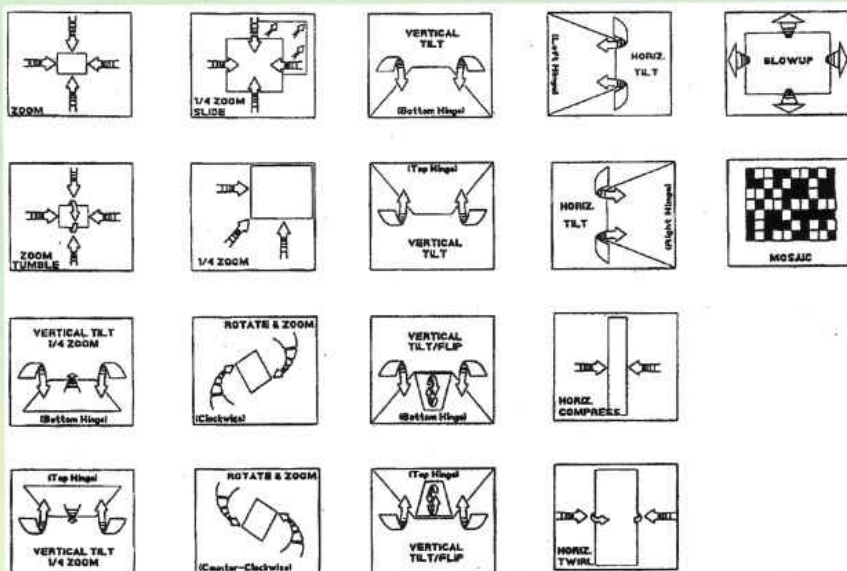 ZOOM
1/4 ZOOM
SLIDE
VERTICAL
TILT
(Bottom Hinge)
(Left Hinge)
HORIZ.
TILT
BLOWUP
ZOOM
TUMBLE
1/4 ZOOM
(Top Hinge)
VERTICAL
TILT
HORIZ.
TILT
(Right Hinge)
MOSAIC
VERTICAL TILT
1/4 ZOOM
(Bottom Hinge)
ROTATE & ZOOM
(Clockwise)
VERTICAL
TILT/FLIP
(Bottom Hinge)
HORIZ.
COMPRESS
(Top Hinge)
VERTICAL TILT
1/4 ZOOM
ROTATE & ZOOM
(Counter-Clockwise)
(Top Hinge)
VERTICAL
TILT/FLIP
HORIZ.
TWIRL